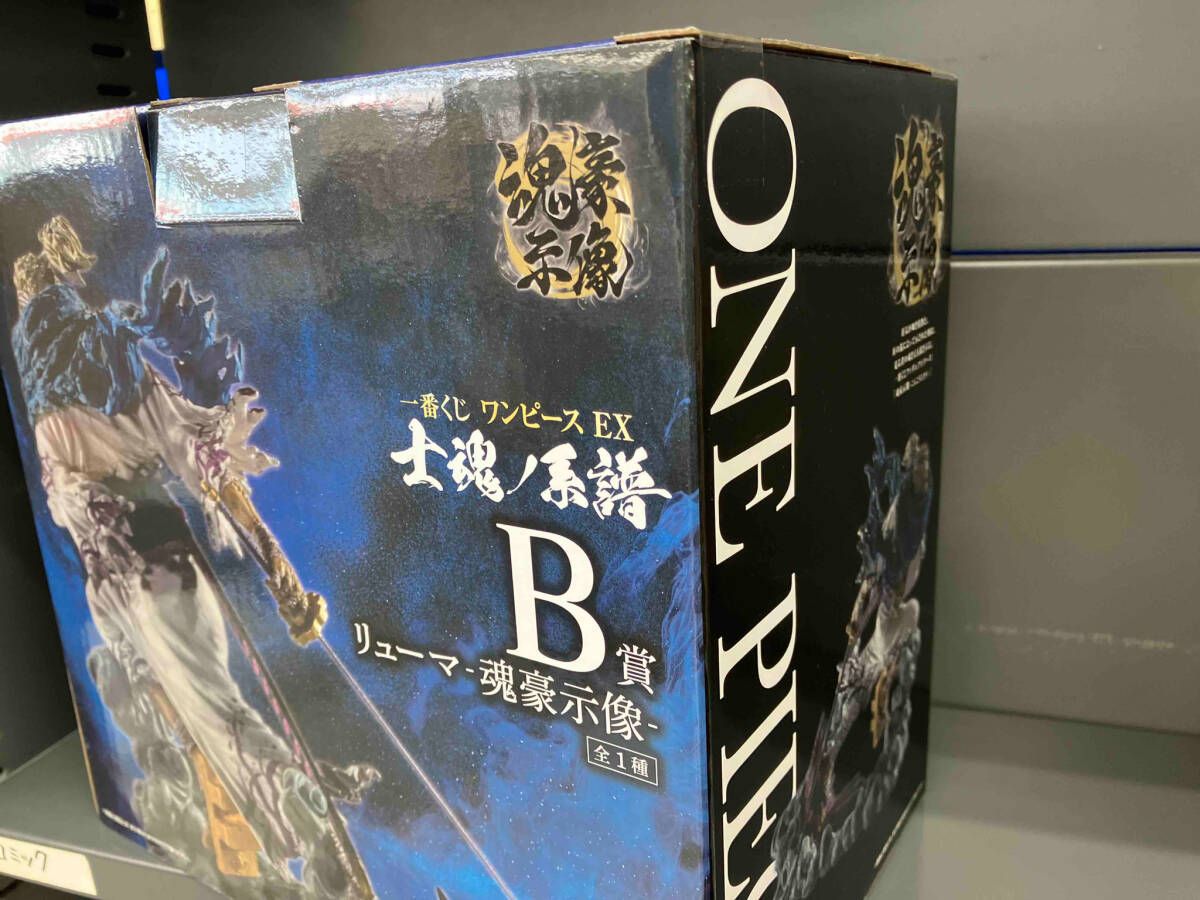 魂豪
示像
一番くじ ワンピース EX
士魂ノ系譜
B賞
リューマ-魂豪示像-
全1種
ONE PIE
魂豪
示像
コミック